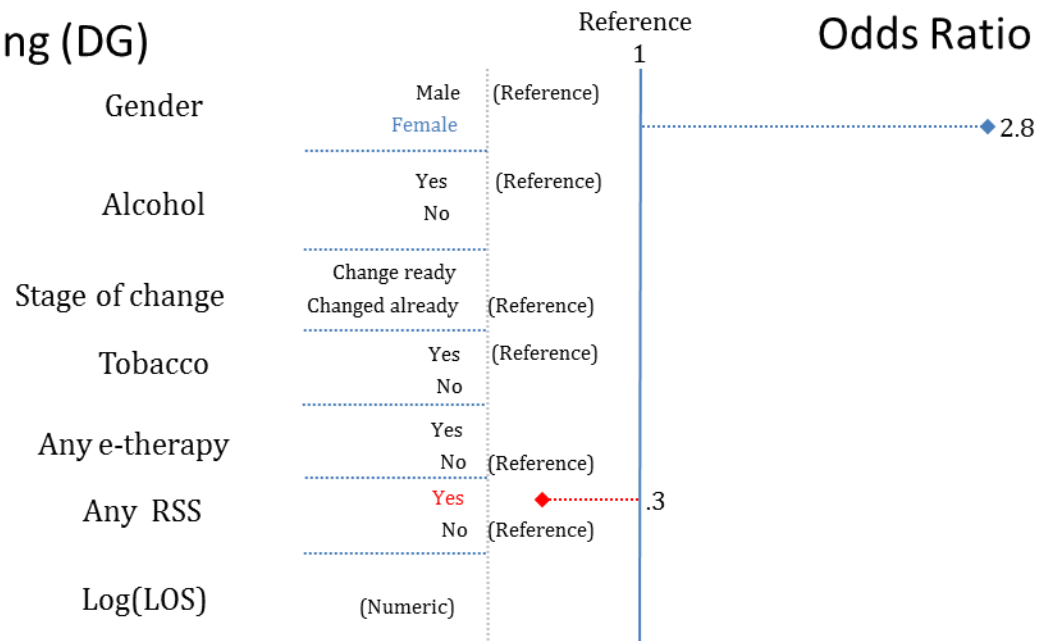 ng (DG)
Reference
1
Odds Ratio
Gender
Male (Reference)
Female
2.8
Alcohol
Yes (Reference)
No
Stage of change
Change ready
Changed already (Reference)
Tobacco
Yes (Reference)
No
Any e-therapy
Yes
No (Reference)
Any RSS
Yes
.3
No (Reference)
Log(LOS)
(Numeric)